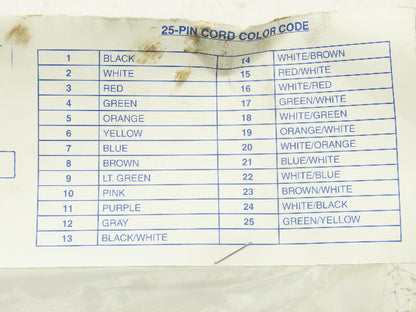 25-PIN CORD COLOR CODE
1 BLACK 14 WHITE/BROWN
2 WHITE 15 RED/WHITE
3 RED 16 WHITE/RED
4 GREEN 17 GREEN/WHITE
5 ORANGE 18 WHITE/GREEN
6 YELLOW 19 ORANGE/WHITE
7 BLUE 20 WHITE/ORANGE
8 BROWN 21 BLUE/WHITE
9 LT. GREEN 22 WHITE/BLUE
10 PINK 23 BROWN/WHITE
11 PURPLE 24 WHITE/BLACK
12 GRAY 25 GREEN/YELLOW
13 BLACK/WHITE